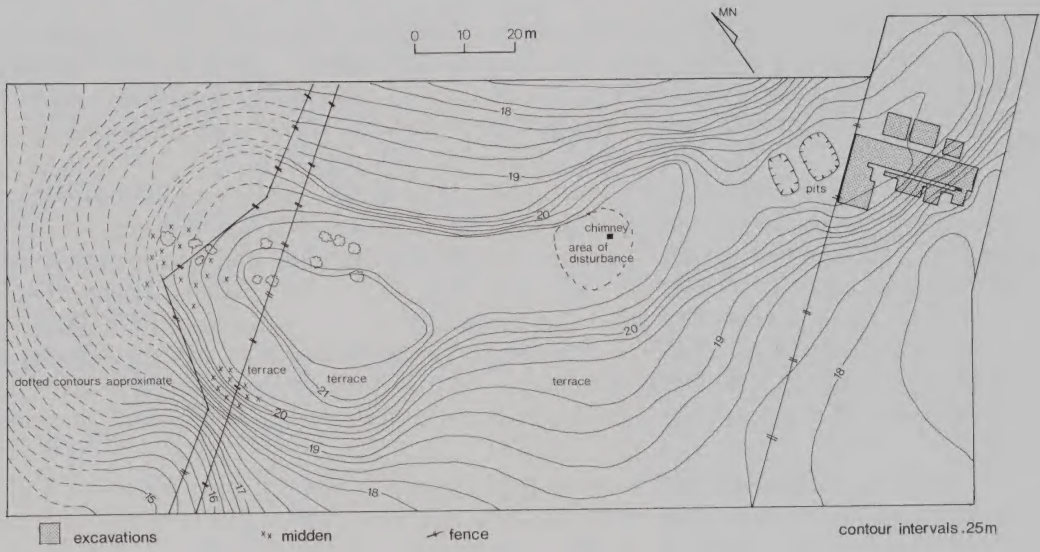 MN
0 10 20 m
18
19
20
pits
chimney
area of
disturbance
20
19
18
terrace
terrace
terrace
21
20
19
18
dotted contours approximate
15
16
17
excavations
xx midden
fence
contour intervals .25m